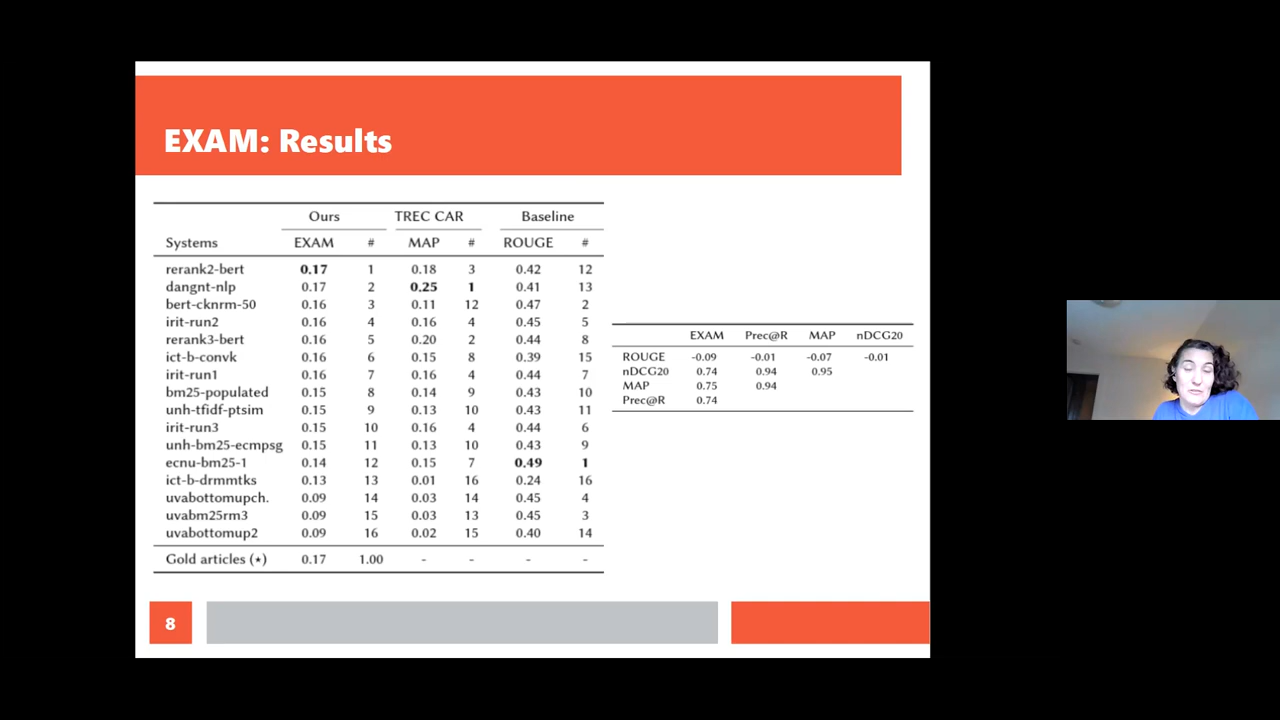 EXAM: Results
Ours TREC CAR Baseline
Systems EXAM # MAP # ROUGE #
rerank2-bert 0.17 1 0.18 3 0.42 12
dangnt-nlp 0.17 2 0.25 1 0.41 13
bert-cknrm-50 0.16 3 0.11 12 0.47 2
irit-run2 0.16 4 0.16 4 0.45 5
rerank3-bert 0.16 5 0.20 2 0.44 8
ict-b-convk 0.16 6 0.15 8 0.39 15
irit-run1 0.16 7 0.16 4 0.44 7
bm25-populated 0.15 8 0.14 9 0.43 10
unh-tfidf-ptsim 0.15 9 0.13 10 0.43 11
irit-run3 0.15 10 0.16 4 0.44 6
unh-bm25-ecmpsg 0.15 11 0.13 10 0.43 9
ecnu-bm25-1 0.14 12 0.15 7 0.49 1
ict-b-drmmtks 0.13 13 0.01 16 0.24 16
uvabottomupch. 0.09 14 0.03 14 0.45 4
uvabm25rm3 0.09 15 0.03 13 0.45 3
uvabottomup2 0.09 16 0.02 15 0.40 14
Gold articles (⋆) 0.17 1.00 - - - -
EXAM Prec@R MAP nDCG20
ROUGE -0.09 -0.01 -0.07 -0.01
nDCG20 0.74 0.94 0.95
MAP 0.75 0.94
Prec@R 0.74
8